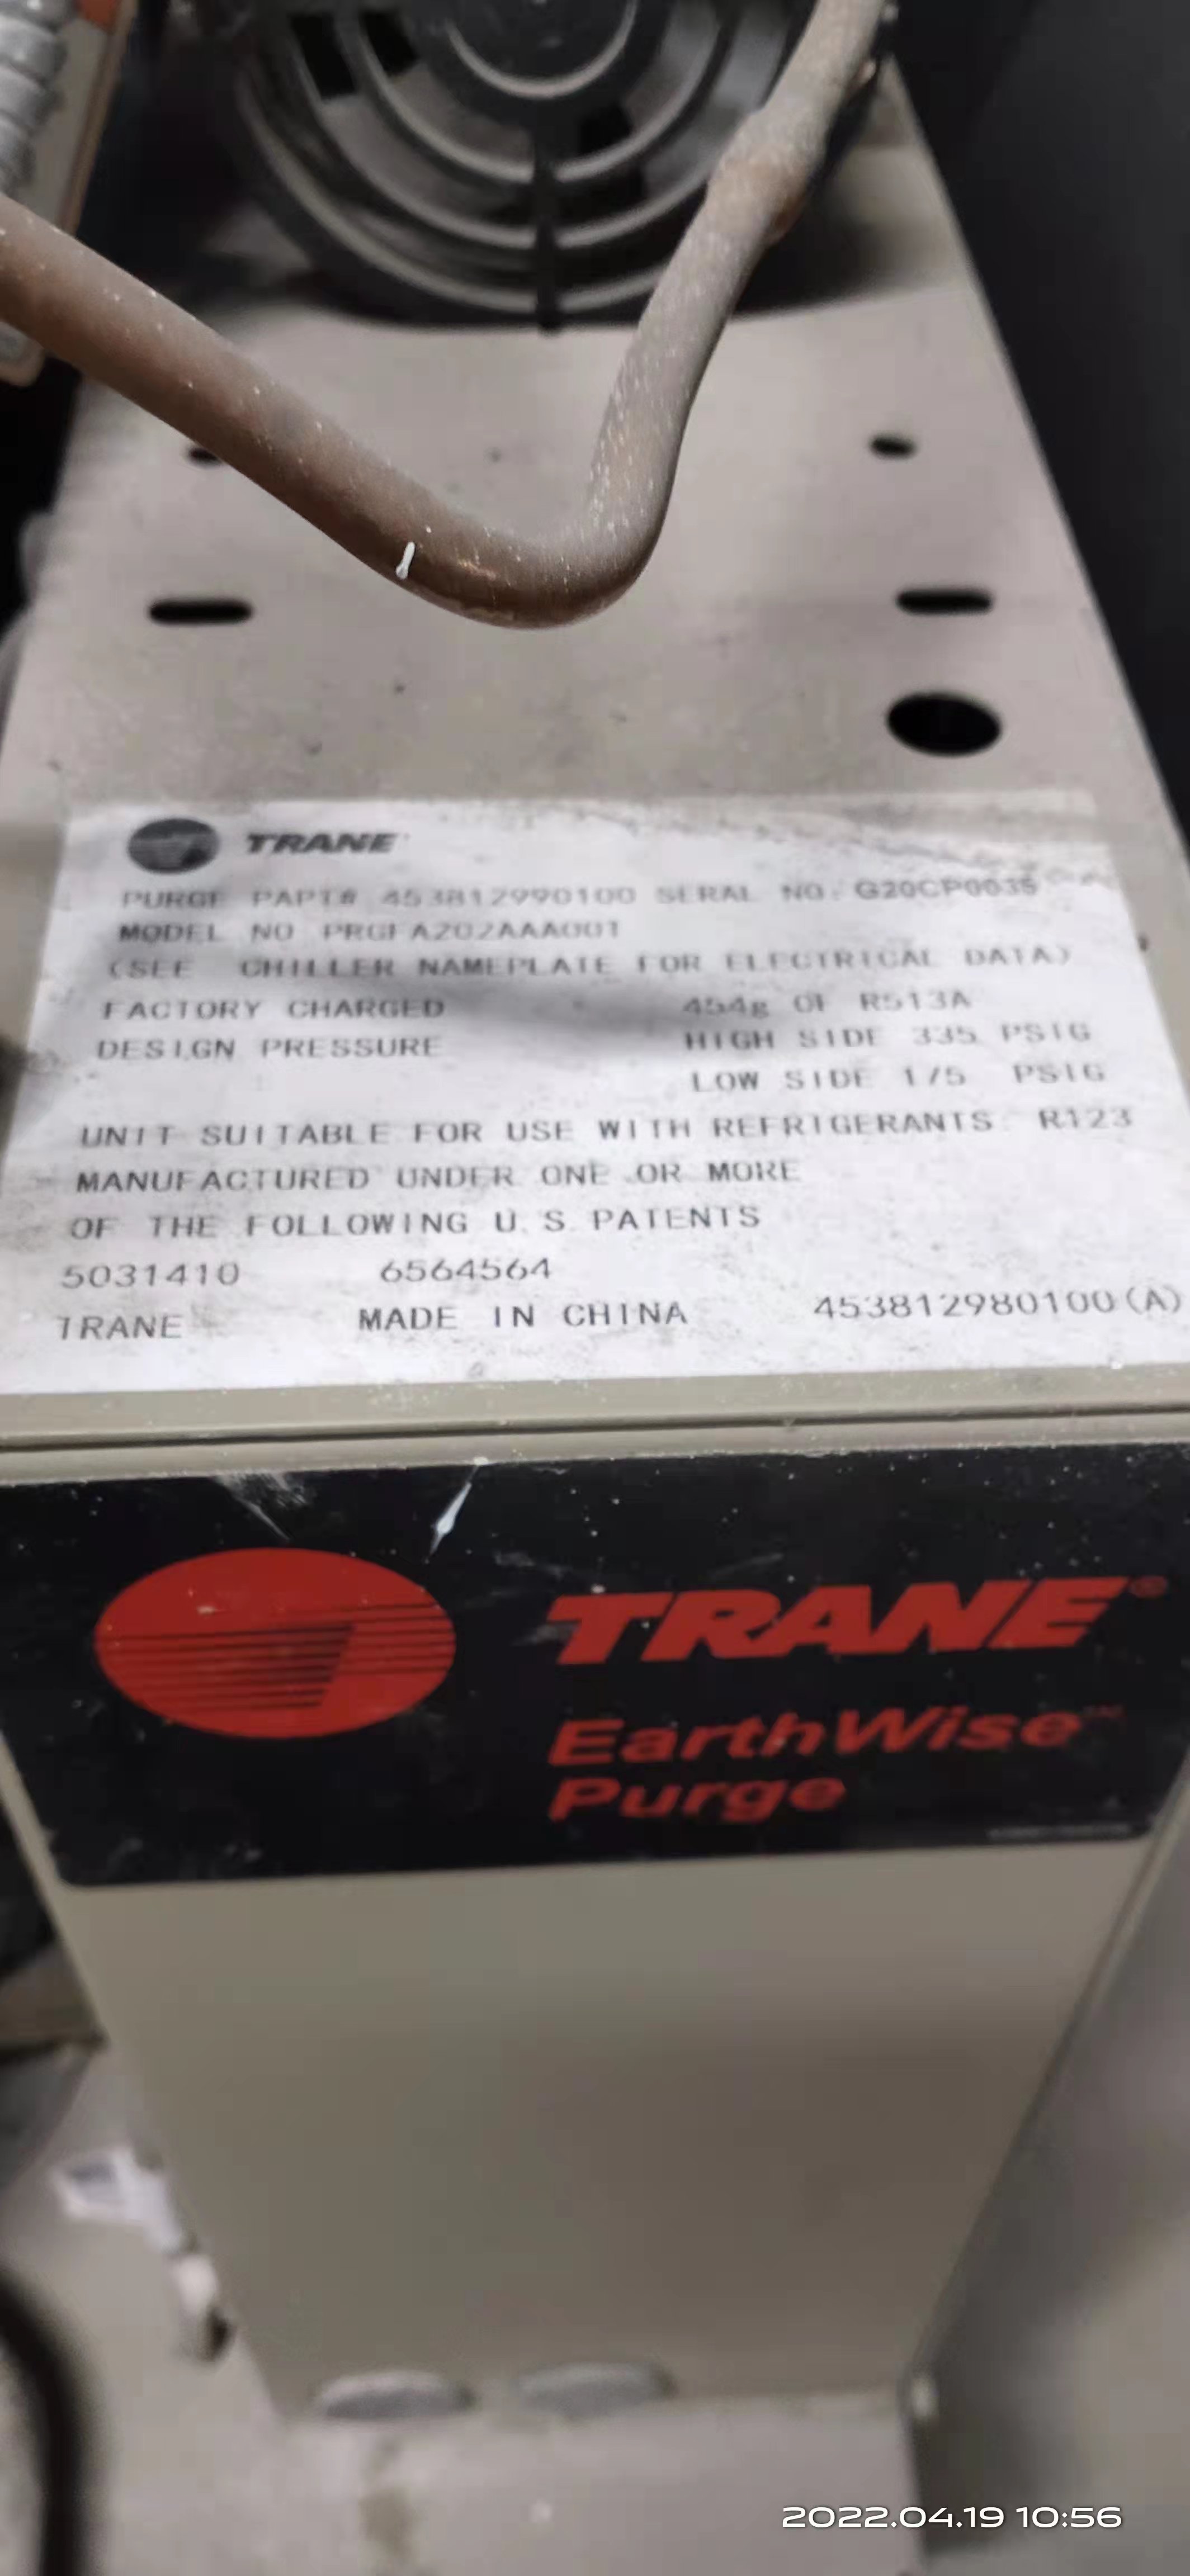 TRANE
PURGE PART# 453812990100 SERAL NO: G20CP0035
MODEL NO PRGFA202AAA00T
(SEE CHILLER NAMEPLATE FOR ELECTRICAL DATA)
FACTORY CHARGED 454g OF R513A
DESIGN PRESSURE HIGH SIDE 335 PSIG
LOW SIDE 175 PSIG
UNIT SUITABLE FOR USE WITH REFRIGERANTS R123
MANUFACTURED UNDER ONE OR MORE
OF THE FOLLOWING U.S.PATENTS
5031410 6564564
TRANE MADE IN CHINA 453812980100(A)
TRANE®
EarthWise™
Purge
2022.04.19 10:56